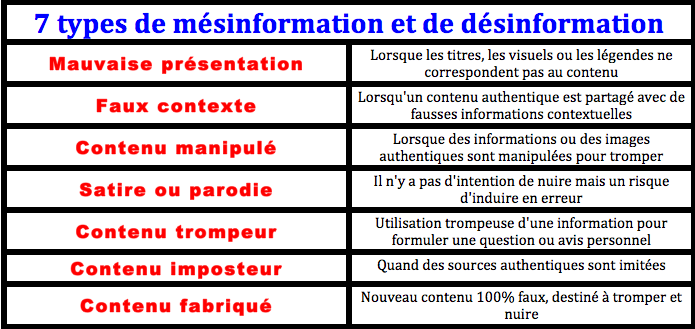 7 types de mésinformation et de désinformation
Mauvaise présentation
Lorsque les titres, les visuels ou les légendes ne
correspondent pas au contenu
Faux contexte
Lorsqu'un contenu authentique est partagé avec de
fausses informations contextuelles
Contenu manipulé
Lorsque des informations ou des images
authentiques sont manipulées pour tromper
Satire ou parodie
Il n'y a pas d'intention de nuire mais un risque
d'induire en erreur
Contenu trompeur
Utilisation trompeuse d'une information pour
formuler une question ou avis personnel
Contenu imposteur
Quand des sources authentiques sont imitées
Contenu fabriqué
Nouveau contenu 100% faux, destiné à tromper et
nuire